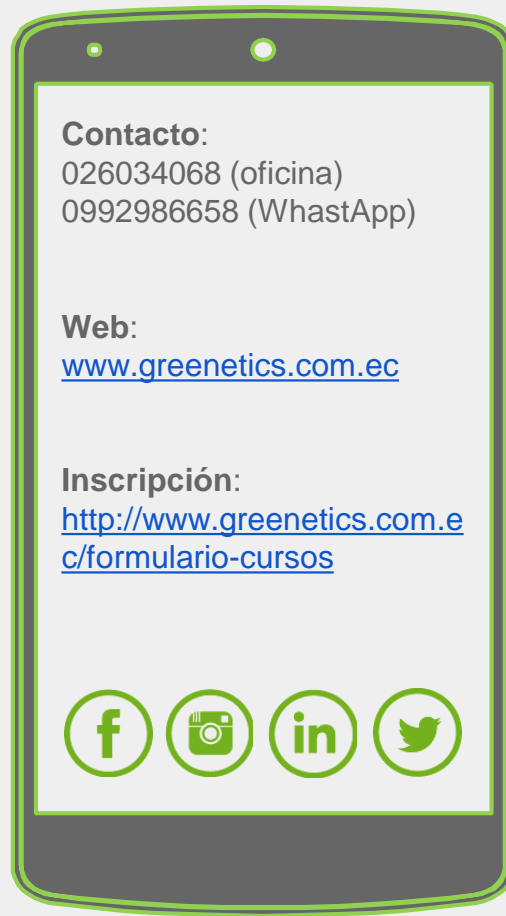 Contacto:
026034068 (oficina)
0992986658 (WhastApp)
Web:
www.greenetics.com.ec
Inscripción:
http://www.greenetics.com.e
c/formulario-cursos